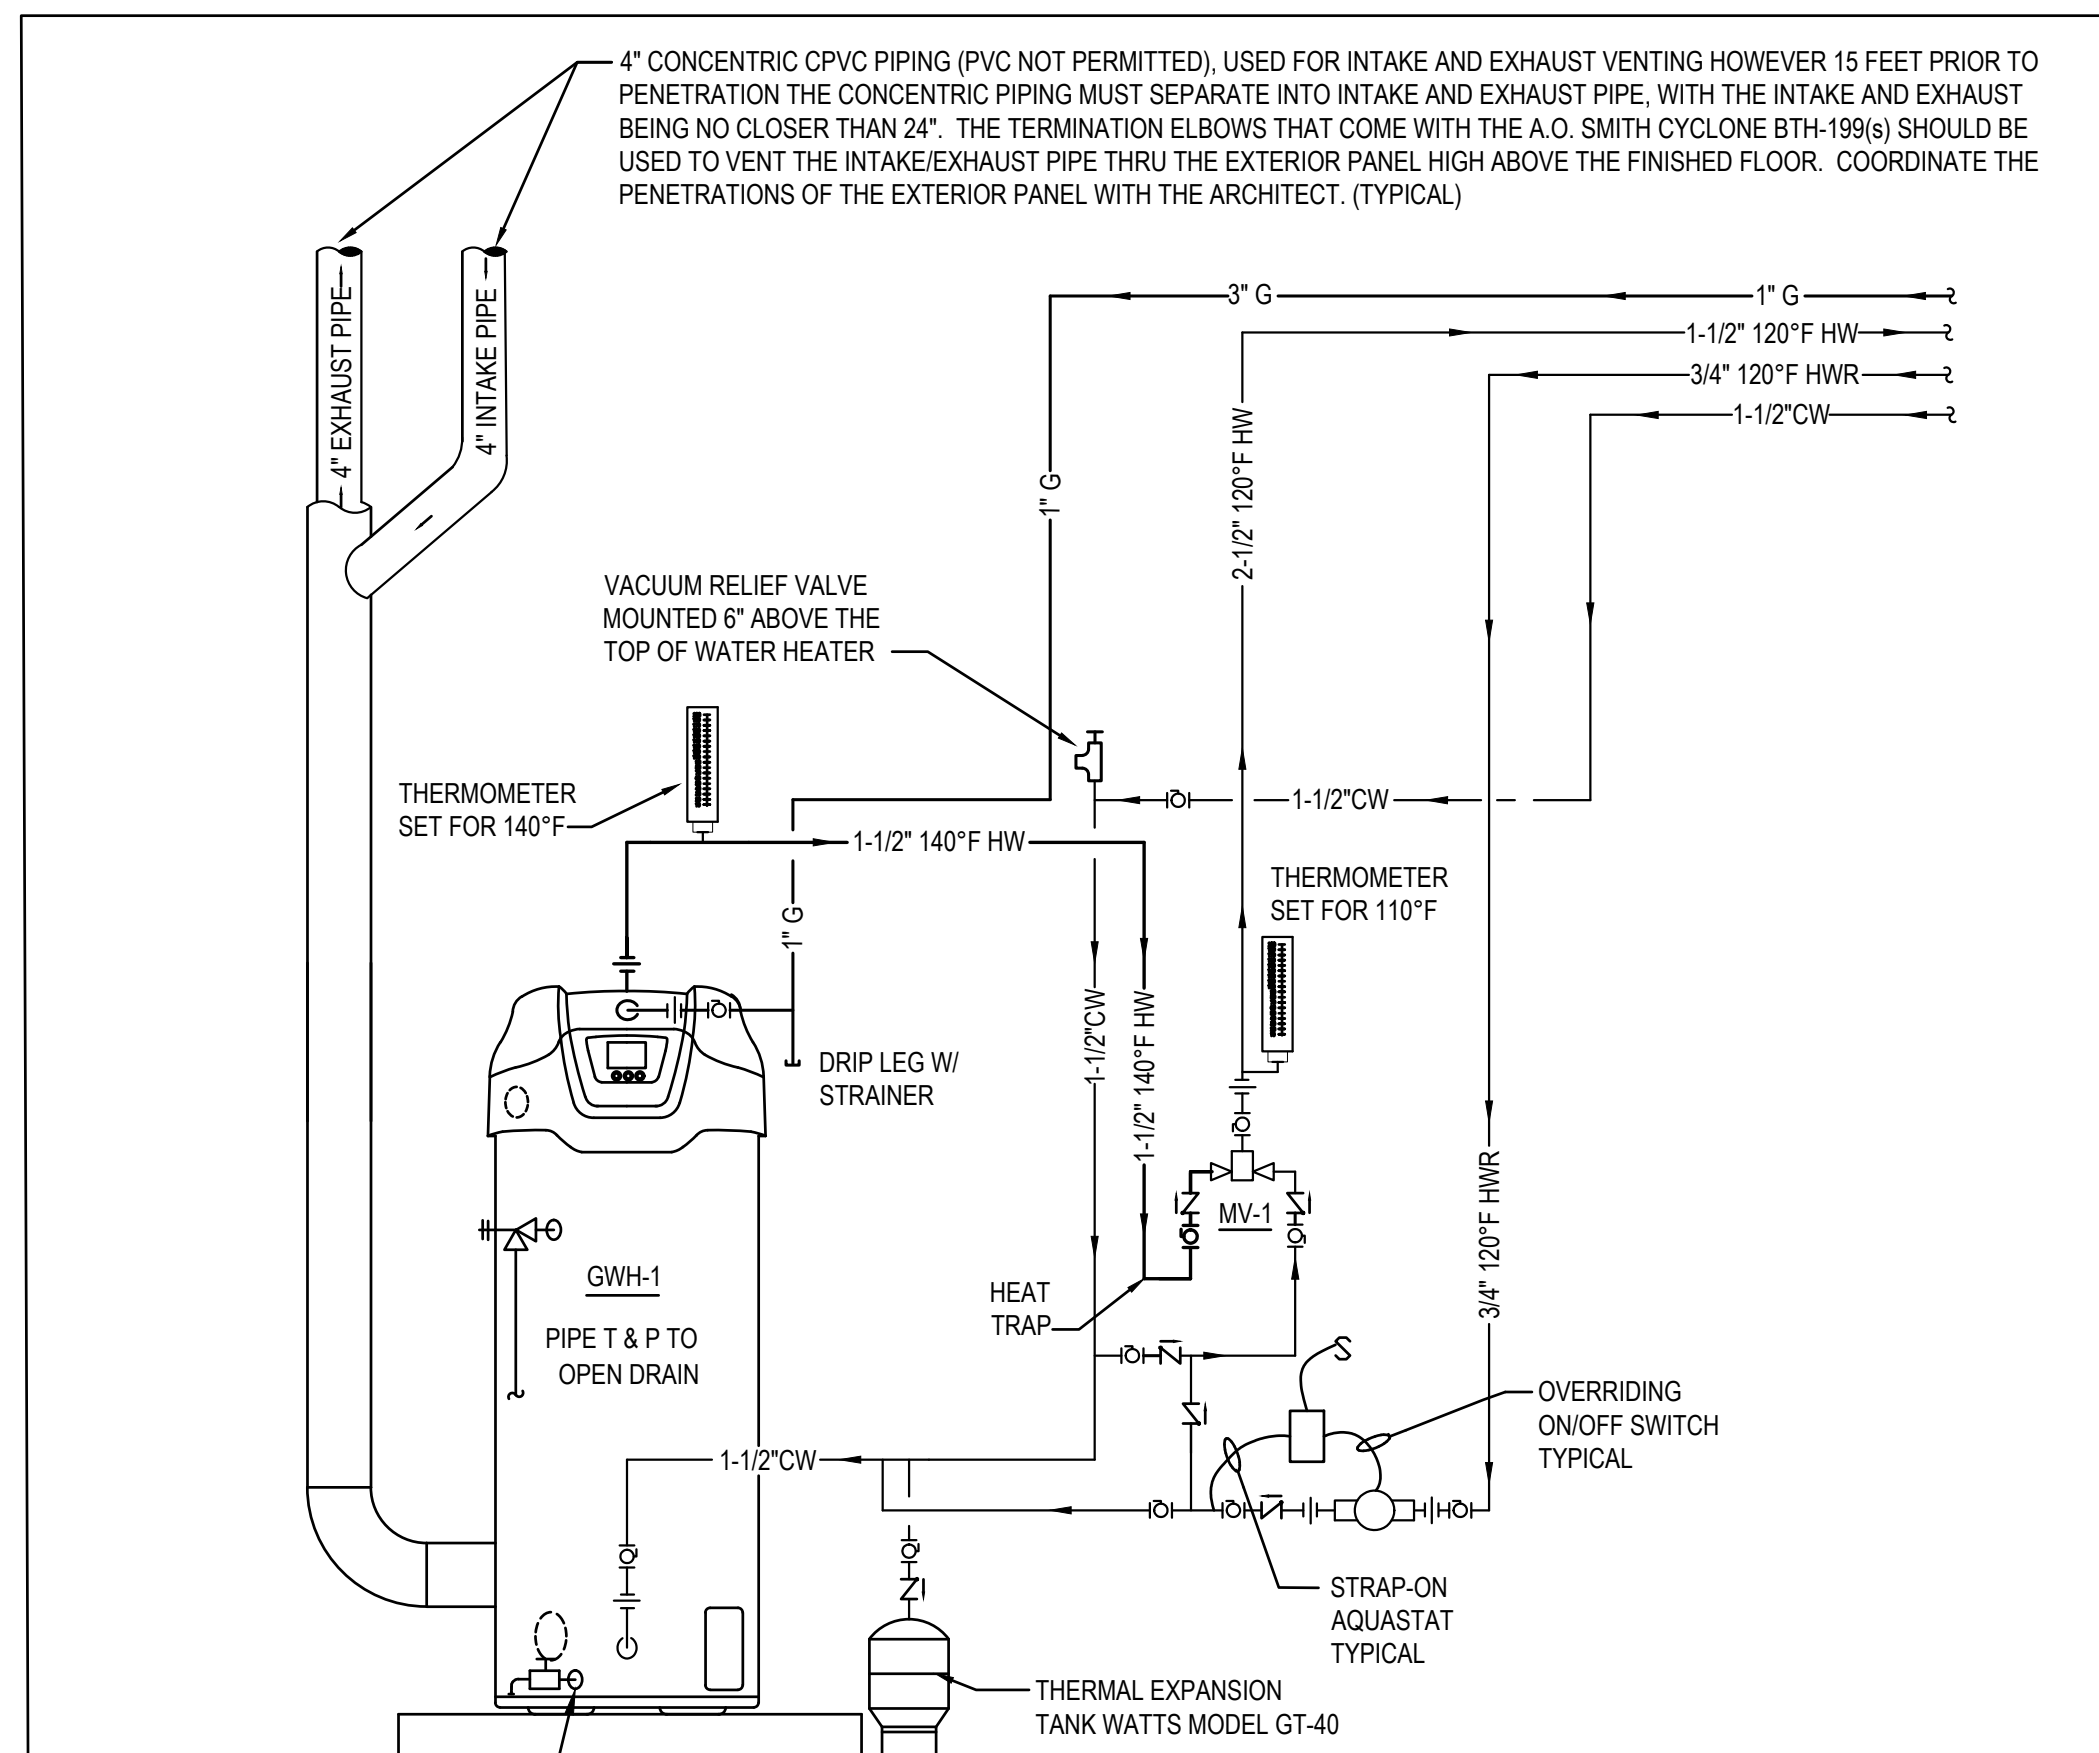 4" CONCENTRIC CPVC PIPING (PVC NOT PERMITTED), USED FOR INTAKE AND EXHAUST VENTING HOWEVER 15 FEET PRIOR TO
PENETRATION THE CONCENTRIC PIPING MUST SEPARATE INTO INTAKE AND EXHAUST PIPE, WITH THE INTAKE AND EXHAUST
BEING NO CLOSER THAN 24". THE TERMINATION ELBOWS THAT COME WITH THE A.O. SMITH CYCLONE BTH-199(s) SHOULD BE
USED TO VENT THE INTAKE/EXHAUST PIPE THRU THE EXTERIOR PANEL HIGH ABOVE THE FINISHED FLOOR. COORDINATE THE
PENETRATIONS OF THE EXTERIOR PANEL WITH THE ARCHITECT. (TYPICAL)
4" EXHAUST PIPE
4" INTAKE PIPE
3" G
1" G
1-1/2" 120°F HW
3/4" 120°F HWR
1-1/2"CW
1" G
2-1/2" 120°F HW
VACUUM RELIEF VALVE
MOUNTED 6" ABOVE THE
TOP OF WATER HEATER
THERMOMETER
SET FOR 140°F
1-1/2"CW
1-1/2" 140°F HW
THERMOMETER
SET FOR 110°F
1" G
1-1/2"CW
1-1/2" 140°F HW
DRIP LEG W/
STRAINER
MV-1
3/4" 120°F HWR
GWH-1
HEAT
TRAP
PIPE T & P TO
OPEN DRAIN
OVERRIDING
ON/OFF SWITCH
TYPICAL
1-1/2"CW
STRAP-ON
AQUASTAT
TYPICAL
THERMAL EXPANSION
TANK WATTS MODEL GT-40